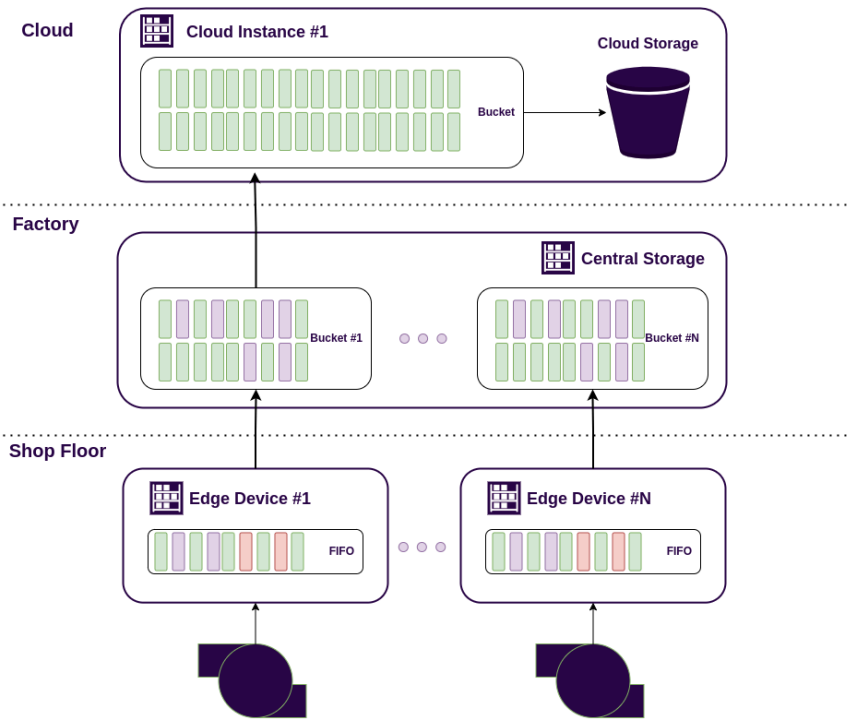 Cloud
Cloud Instance #1
Cloud Storage
Bucket
Factory
Central Storage
Bucket #1
Bucket #N
Shop Floor
Edge Device #1
Edge Device #N
FIFO
FIFO